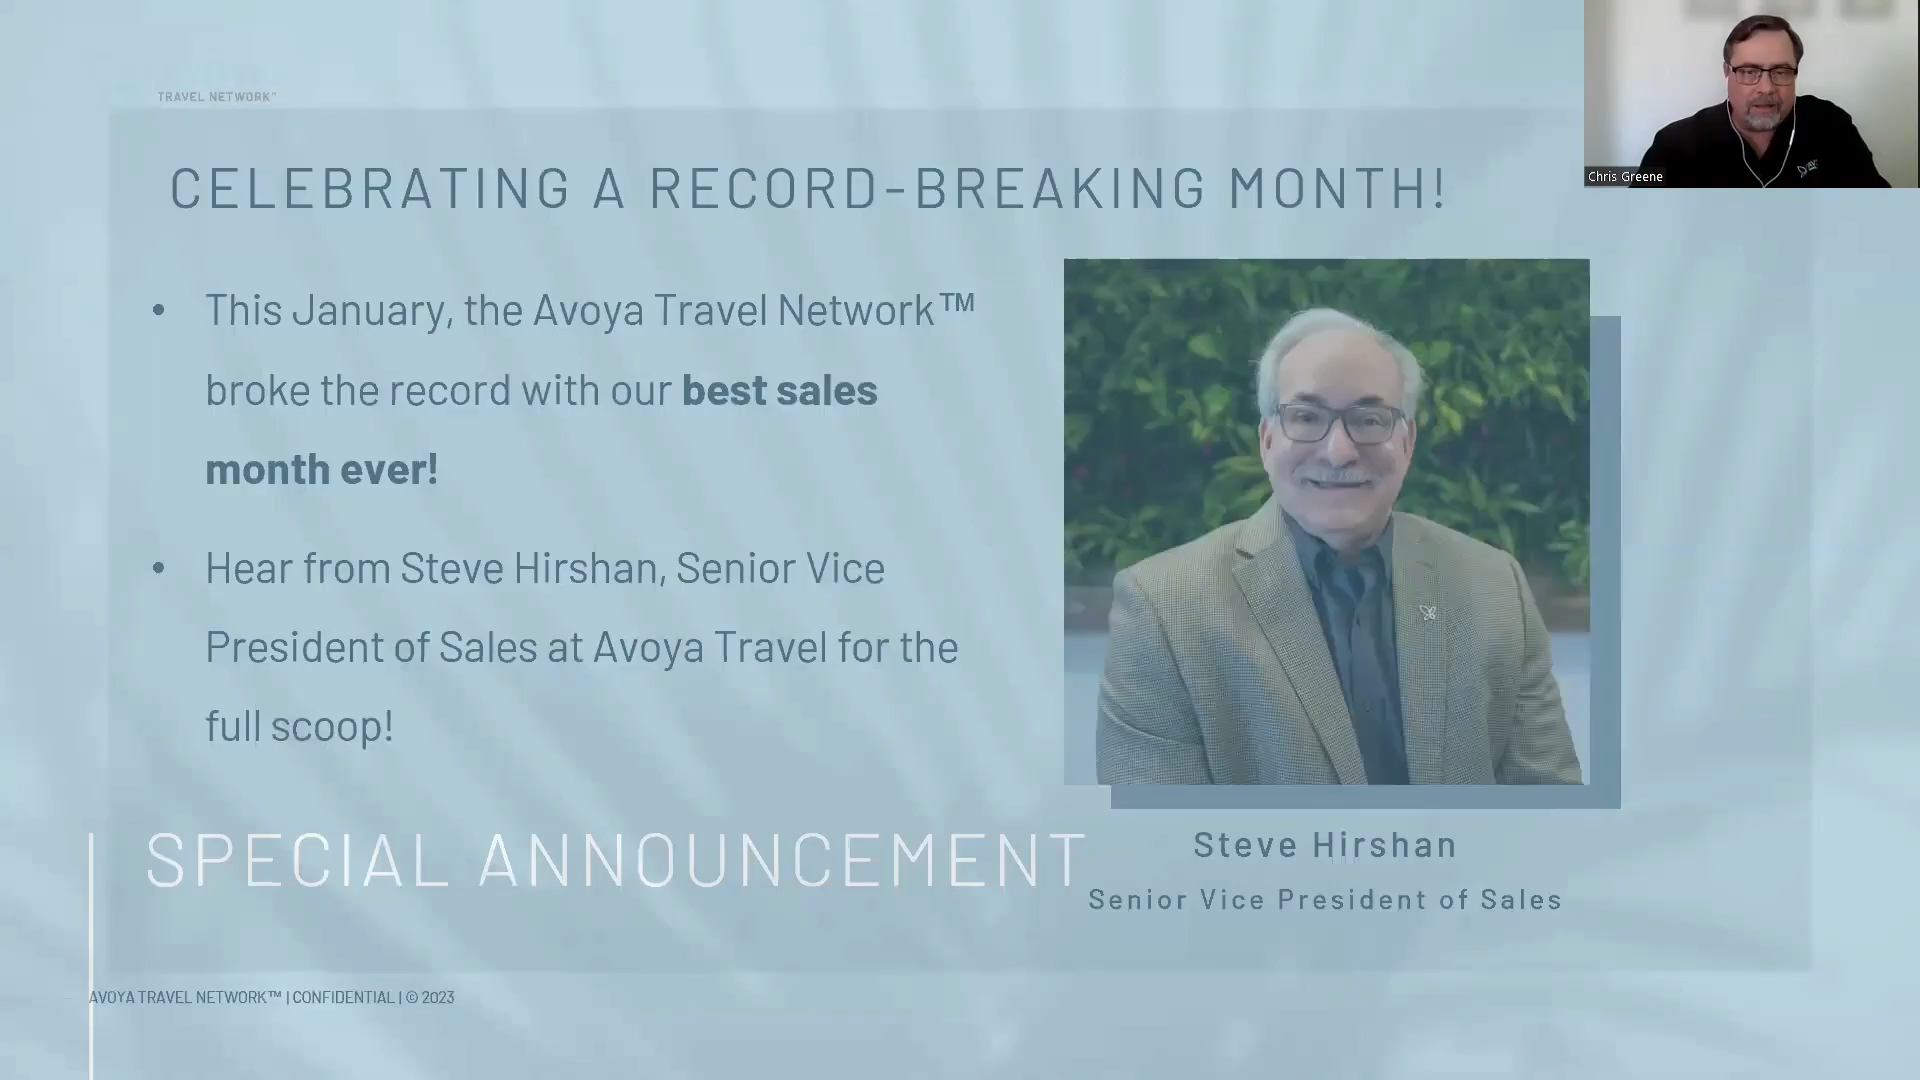 TRAVEL NETWORK™
Chris Greene
CELEBRATING A RECORD-BREAKING MONTH!
• This January, the Avoya Travel Network™
broke the record with our best sales
month ever!
• Hear from Steve Hirshan, Senior Vice
President of Sales at Avoya Travel for the
full scoop!
SPECIAL ANNOUNCEMENT
Steve Hirshan
Senior Vice President of Sales
AVOYA TRAVEL NETWORK™ | CONFIDENTIAL | © 2023